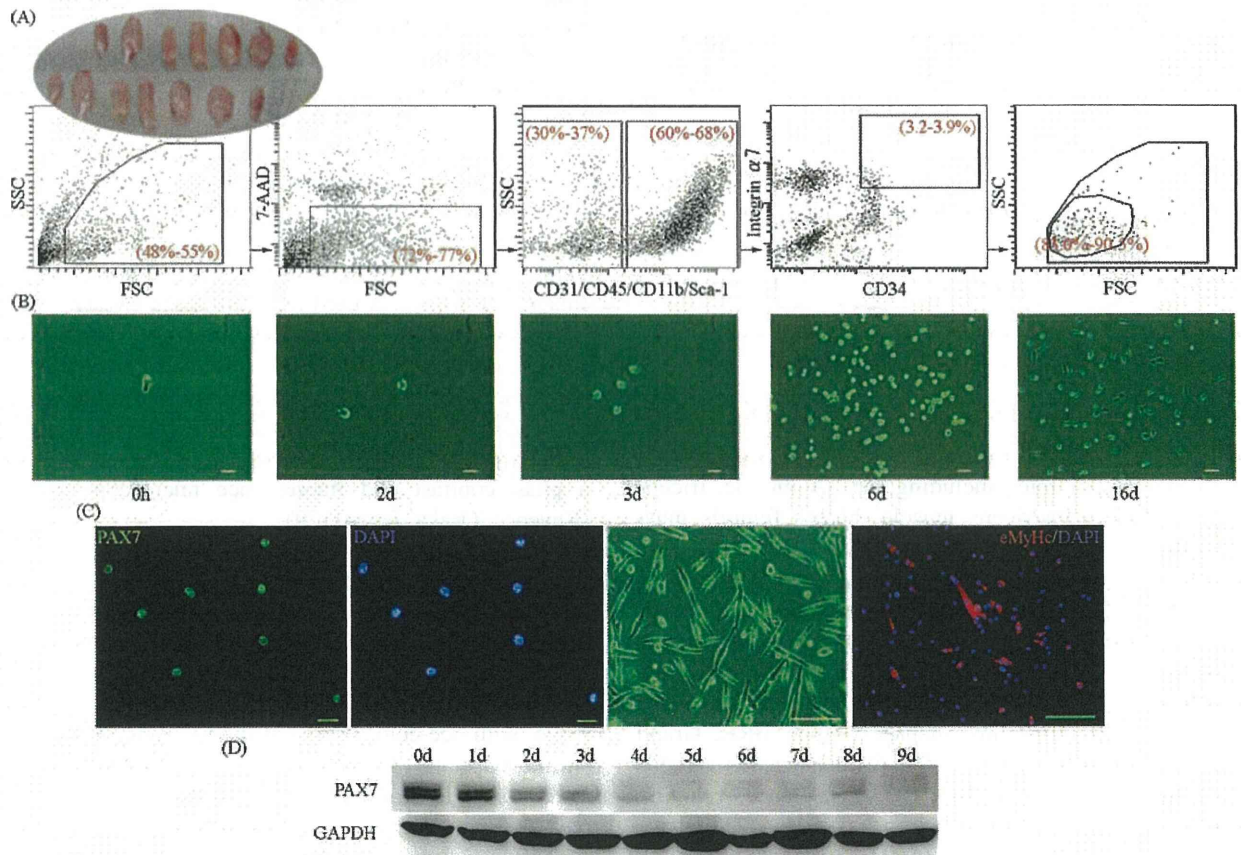 (A)
SSC
(48%-55%)
FSC
7-AAD
(72%-77%)
FSC
SSC
(30%-37%)
(60%-68%)
CD31/CD45/CD11b/Sca-1
Integrin α7
(3.2-3.9%)
CD34
SSC
FSC
(B)
0h
2d
3d
6d
16d
(C)
PAX7
DAPI
eMyHc/DAPI
(D)
0d 1d 2d 3d 4d 5d 6d 7d 8d 9d
PAX7
GAPDH